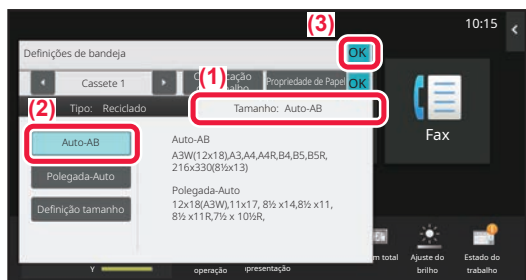 (3)
10:15
Definições de bandeja
OK
Cassete 1
(1)
Propriedade de Papel
OK
(2)
Tipo: Reciclado
Tamanho: Auto-AB
Auto-AB
Polegada-Auto
Definição tamanho
Auto-AB
A3W(12x18),A3,A4,A4R,B4,B5,B5R,
216x330(8½x13)
Polegada-Auto
12x18(A3W),11x17, 8½ x14,8½ x11,
8½ x11R,7½ x 10½R,
Fax
Y
operação
total
Ajuste do
brilho
Estado do
trabalho